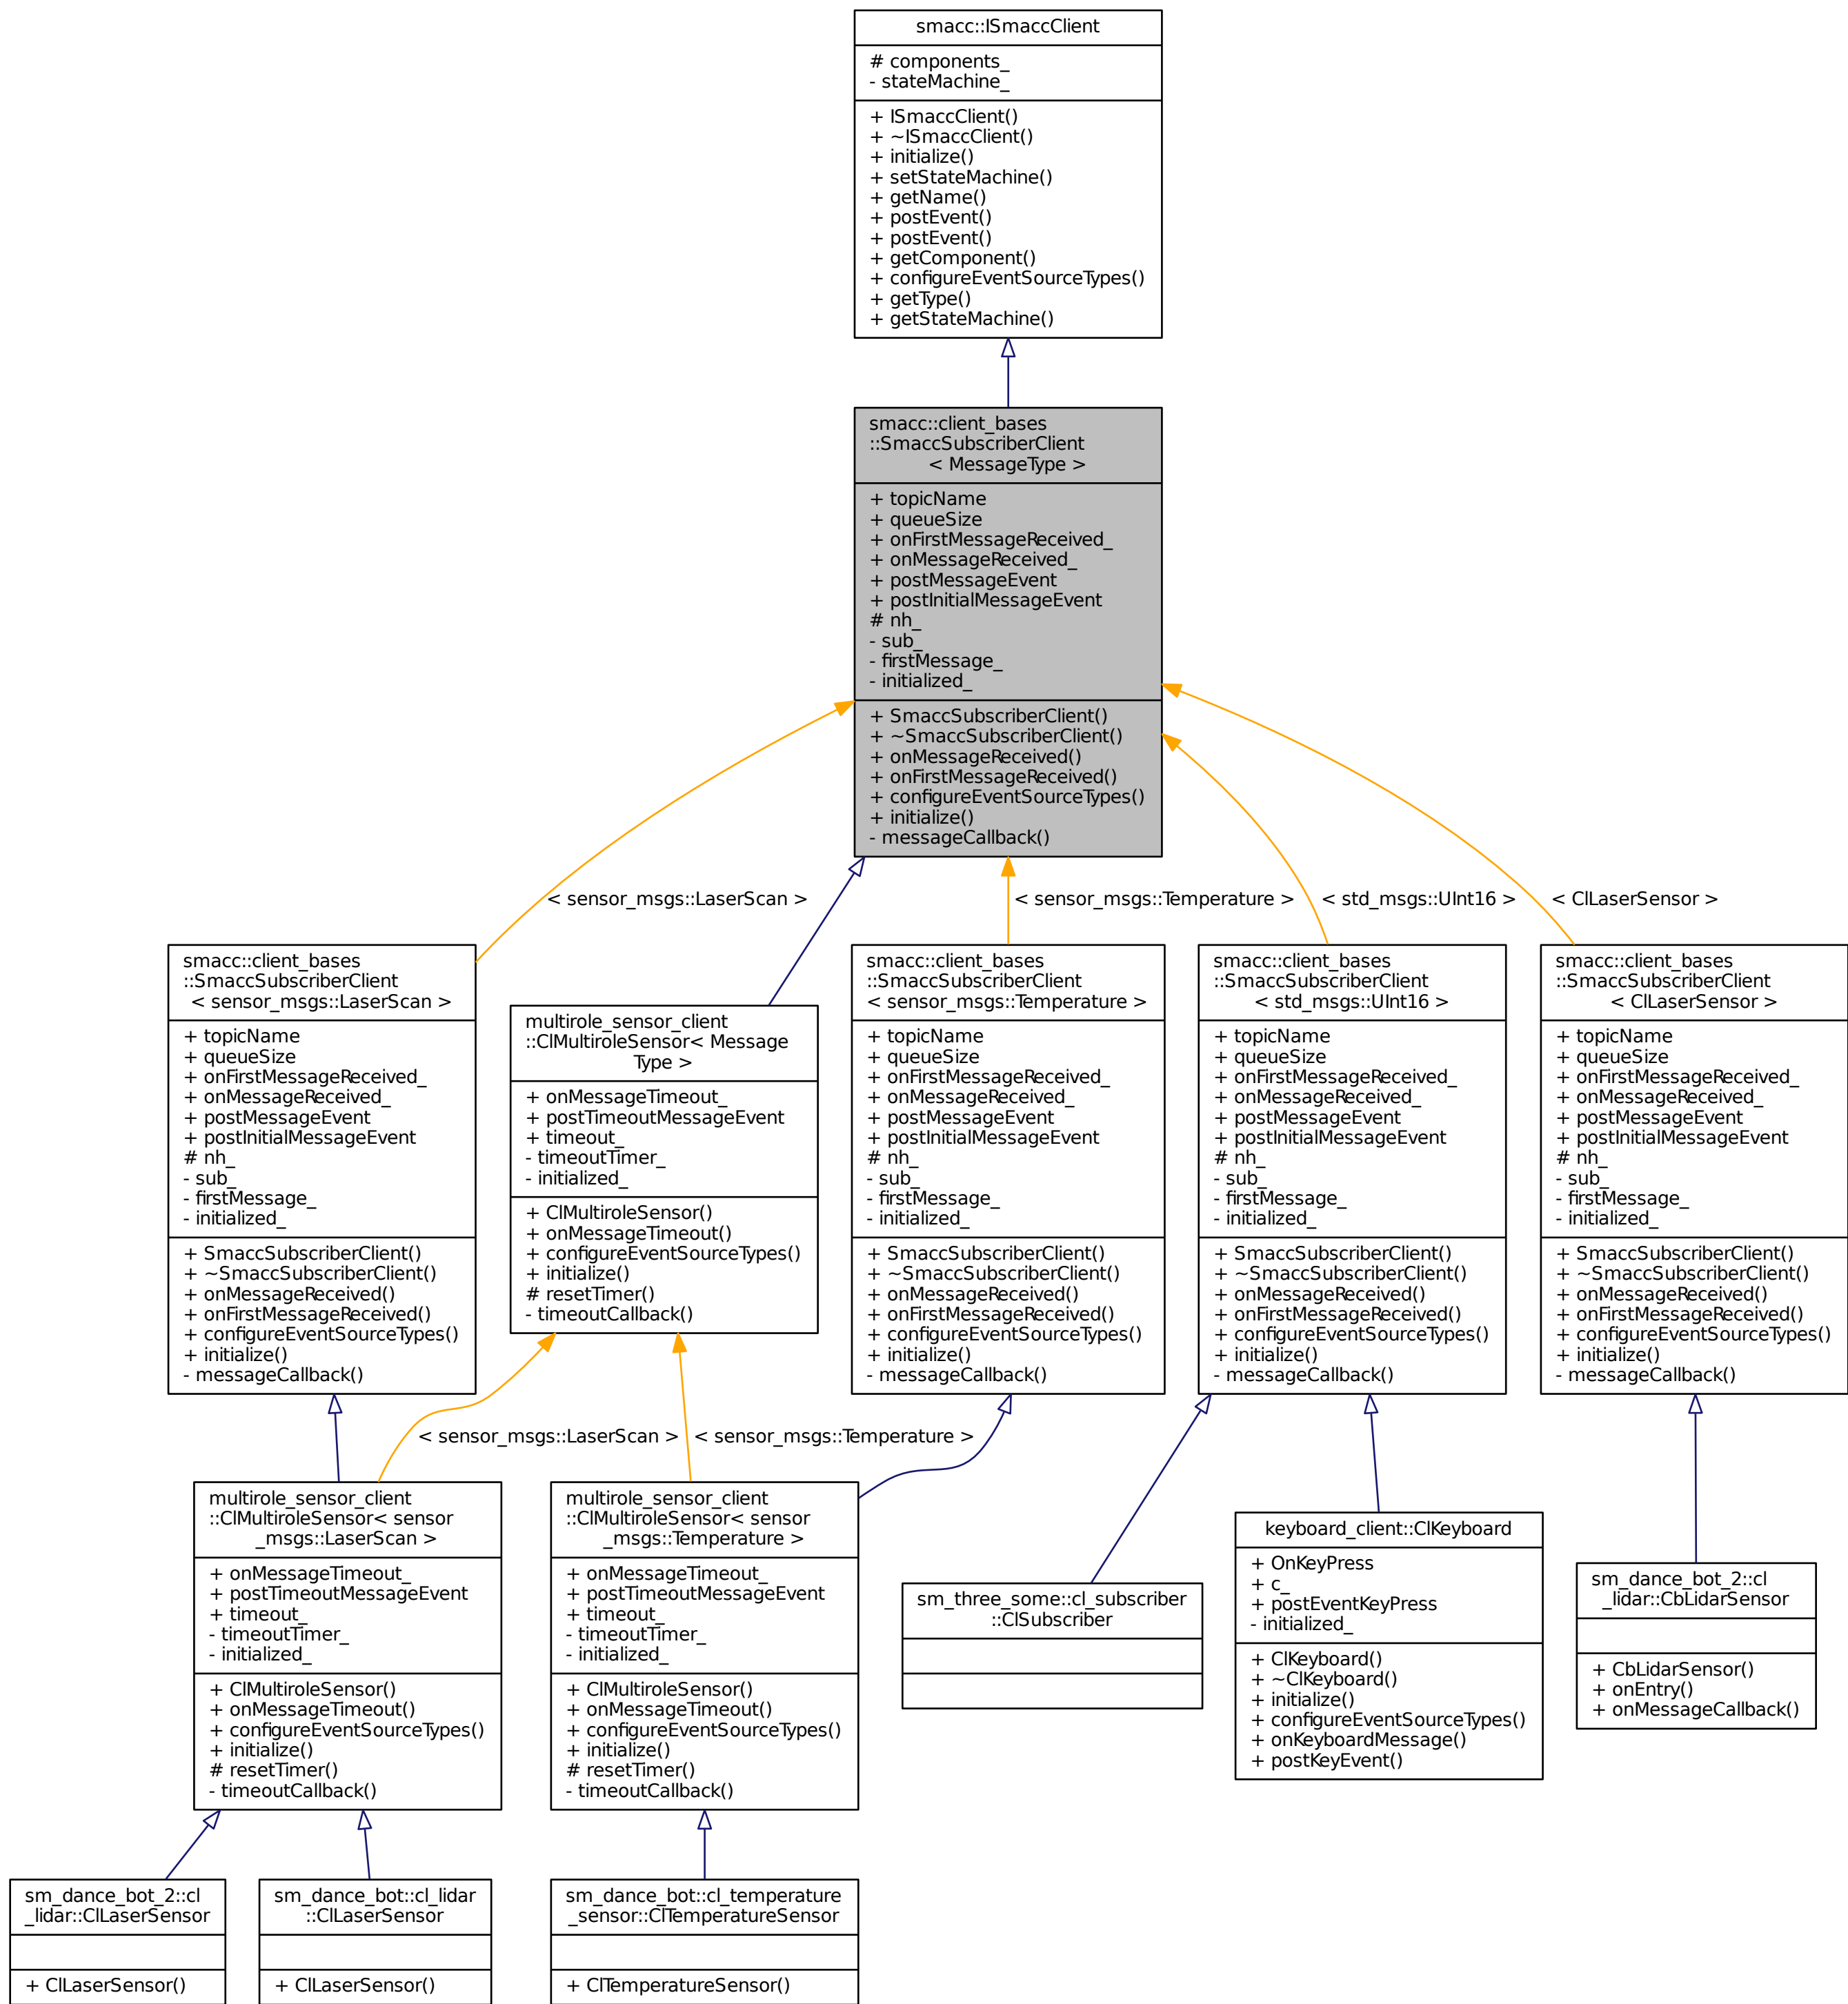 smacc::ISmaccClient
# components_
- stateMachine_
+ ISmaccClient()
+ ~ISmaccClient()
+ initialize()
+ setStateMachine()
+ getName()
+ postEvent()
+ postEvent()
+ getComponent()
+ configureEventSourceTypes()
+ getType()
+ getStateMachine()
smacc::client_bases
::SmaccSubscriberClient
< MessageType >
+ topicName
+ queueSize
+ onFirstMessageReceived_
+ onMessageReceived_
+ postMessageEvent
+ postInitialMessageEvent
# nh_
- sub_
- firstMessage_
- initialized_
+ SmaccSubscriberClient()
+ ~SmaccSubscriberClient()
+ onMessageReceived()
+ onFirstMessageReceived()
+ configureEventSourceTypes()
+ initialize()
- messageCallback()
< sensor_msgs::LaserScan >
< sensor_msgs::Temperature >
< std_msgs::UInt16 >
< ClLaserSensor >
smacc::client_bases
::SmaccSubscriberClient
< sensor_msgs::LaserScan >
+ topicName
+ queueSize
+ onFirstMessageReceived_
+ onMessageReceived_
+ postMessageEvent
+ postInitialMessageEvent
# nh_
- sub_
- firstMessage_
- initialized_
+ SmaccSubscriberClient()
+ ~SmaccSubscriberClient()
+ onMessageReceived()
+ onFirstMessageReceived()
+ configureEventSourceTypes()
+ initialize()
- messageCallback()
multirole_sensor_client
::ClMultiroleSensor< Message
Type >
+ onMessageTimeout_
+ postTimeoutMessageEvent
+ timeout_
- timeoutTimer_
- initialized_
+ ClMultiroleSensor()
+ onMessageTimeout()
+ configureEventSourceTypes()
+ initialize()
# resetTimer()
- timeoutCallback()
smacc::client_bases
::SmaccSubscriberClient
< sensor_msgs::Temperature >
+ topicName
+ queueSize
+ onFirstMessageReceived_
+ onMessageReceived_
+ postMessageEvent
+ postInitialMessageEvent
# nh_
- sub_
- firstMessage_
- initialized_
+ SmaccSubscriberClient()
+ ~SmaccSubscriberClient()
+ onMessageReceived()
+ onFirstMessageReceived()
+ configureEventSourceTypes()
+ initialize()
- messageCallback()
smacc::client_bases
::SmaccSubscriberClient
< std_msgs::UInt16 >
+ topicName
+ queueSize
+ onFirstMessageReceived_
+ onMessageReceived_
+ postMessageEvent
+ postInitialMessageEvent
# nh_
- sub_
- firstMessage_
- initialized_
+ SmaccSubscriberClient()
+ ~SmaccSubscriberClient()
+ onMessageReceived()
+ onFirstMessageReceived()
+ configureEventSourceTypes()
+ initialize()
- messageCallback()
smacc::client_bases
::SmaccSubscriberClient
< ClLaserSensor >
+ topicName
+ queueSize
+ onFirstMessageReceived_
+ onMessageReceived_
+ postMessageEvent
+ postInitialMessageEvent
# nh_
- sub_
- firstMessage_
- initialized_
+ SmaccSubscriberClient()
+ ~SmaccSubscriberClient()
+ onMessageReceived()
+ onFirstMessageReceived()
+ configureEventSourceTypes()
+ initialize()
- messageCallback()
< sensor_msgs::LaserScan >
< sensor_msgs::Temperature >
multirole_sensor_client
::ClMultiroleSensor< sensor
_msgs::LaserScan >
+ onMessageTimeout_
+ postTimeoutMessageEvent
+ timeout_
- timeoutTimer_
- initialized_
+ ClMultiroleSensor()
+ onMessageTimeout()
+ configureEventSourceTypes()
+ initialize()
# resetTimer()
- timeoutCallback()
multirole_sensor_client
::ClMultiroleSensor< sensor
_msgs::Temperature >
+ onMessageTimeout_
+ postTimeoutMessageEvent
+ timeout_
- timeoutTimer_
- initialized_
+ ClMultiroleSensor()
+ onMessageTimeout()
+ configureEventSourceTypes()
+ initialize()
# resetTimer()
- timeoutCallback()
sm_three_some::cl_subscriber
::ClSubscriber
keyboard_client::ClKeyboard
+ OnKeyPress
+ c_
+ postEventKeyPress
- initialized_
+ ClKeyboard()
+ ~ClKeyboard()
+ initialize()
+ configureEventSourceTypes()
+ onKeyboardMessage()
+ postKeyEvent()
sm_dance_bot_2::cl
_lidar::CbLidarSensor
+ CbLidarSensor()
+ onEntry()
+ onMessageCallback()
sm_dance_bot_2::cl
_lidar::ClLaserSensor
+ ClLaserSensor()
sm_dance_bot::cl_lidar
::ClLaserSensor
+ ClLaserSensor()
sm_dance_bot::cl_temperature
_sensor::ClTemperatureSensor
+ ClTemperatureSensor()